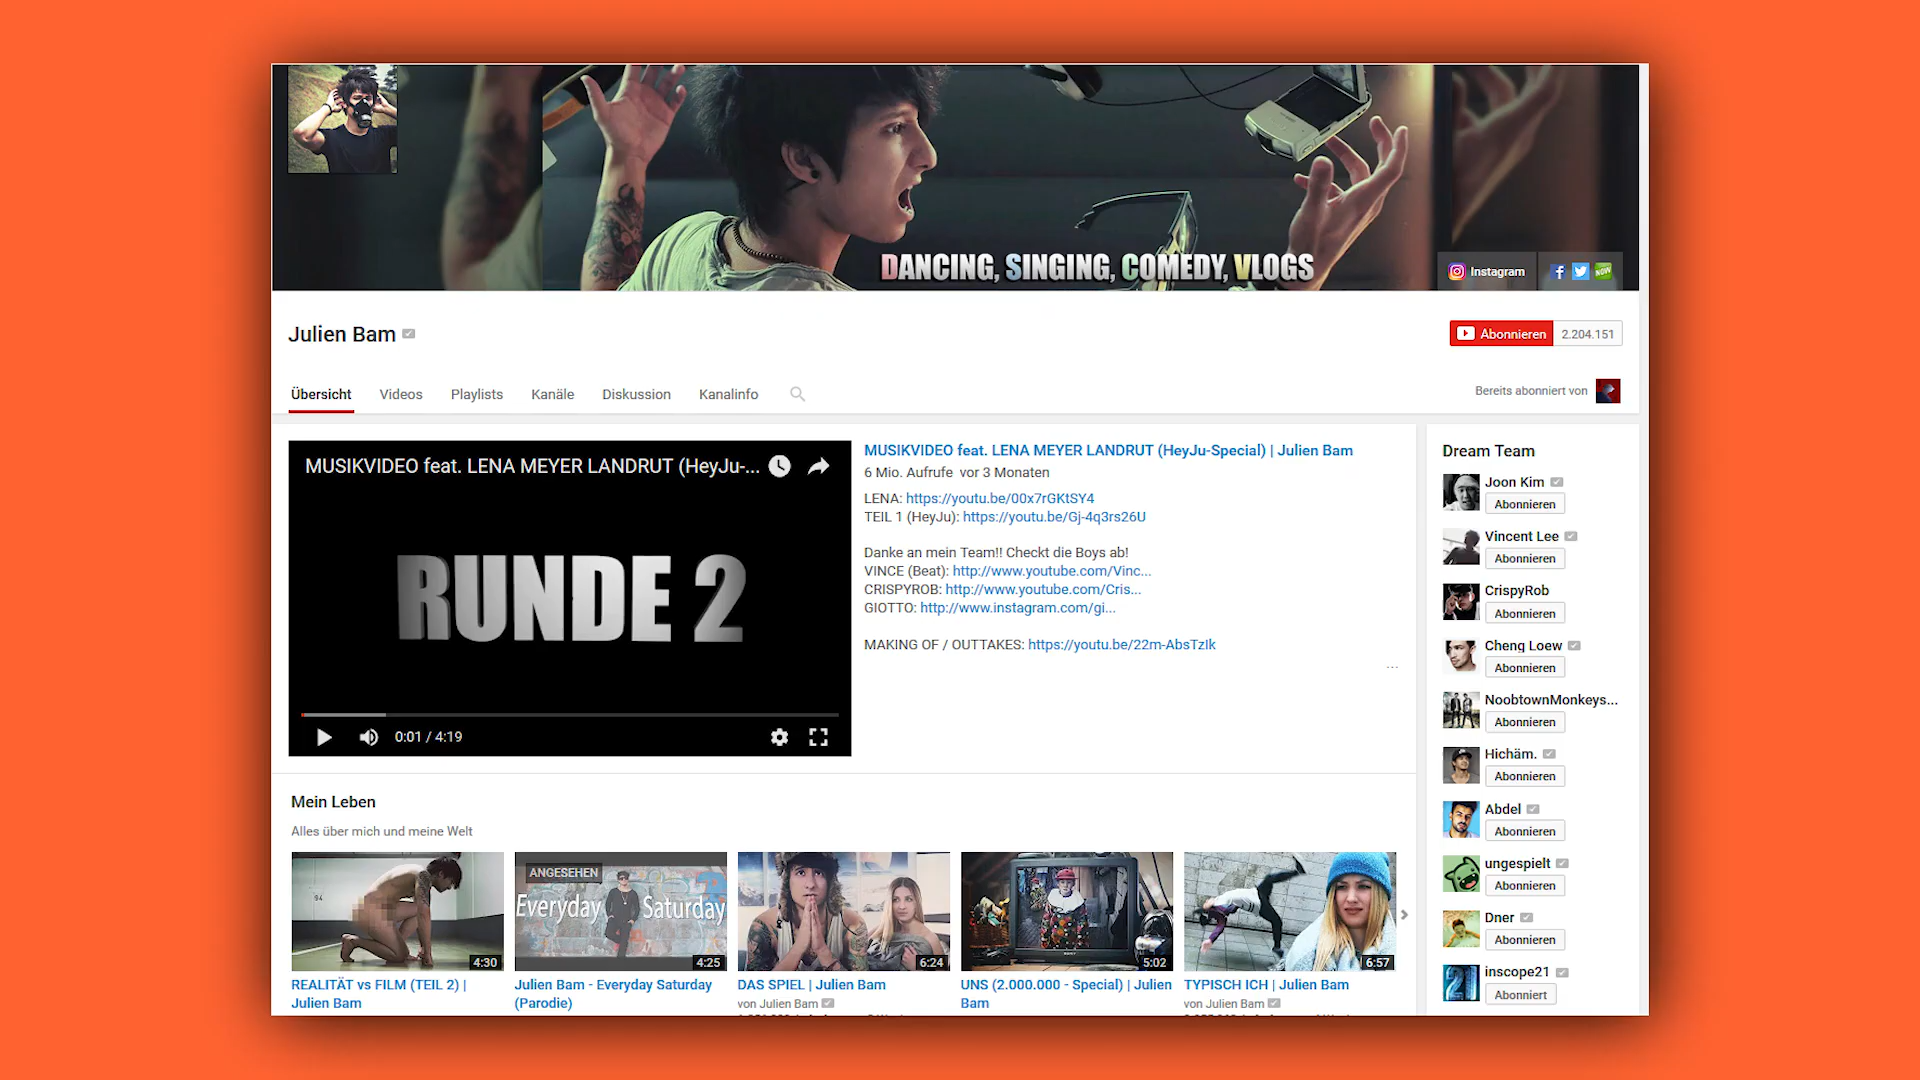 DANCING, SINGING, COMEDY, VLOGS
Instagram
Julien Bam
Abonnieren 2.204.151
Übersicht Videos Playlists Kanäle Diskussion Kanalinfo
Bereits abonniert von
MUSIKVIDEO feat. LENA MEYER LANDRUT (HeyJu-...
RUNDE 2
0:01 / 4:19
MUSIKVIDEO feat. LENA MEYER LANDRUT (HeyJu-Special) | Julien Bam
6 Mio. Aufrufe vor 3 Monaten
LENA: https://youtu.be/00x7rGKtSY4
TEIL 1 (HeyJu): https://youtu.be/Gj-4q3rs26U
Danke an mein Team!! Checkt die Boys ab!
VINCE (Beat): http://www.youtube.com/Vinc...
CRISPYROB: http://www.youtube.com/Cris...
GIOTTO: http://www.instagram.com/gi...
MAKING OF / OUTTAKES: https://youtu.be/22m-AbsTzIk
...
Dream Team
Joon Kim
Abonnieren
Vincent Lee
Abonnieren
CrispyRob
Abonnieren
Cheng Loew
Abonnieren
NoobtownMonkeys...
Abonnieren
Hichäm.
Abonnieren
Abdel
Abonnieren
ungespielt
Abonnieren
Dner
Abonnieren
inscope21
Abonniert
Mein Leben
Alles über mich und meine Welt
4:30
REALITÄT vs FILM (TEIL 2) |
Julien Bam
ANGESEHEN
Everyday Saturday
4:25
Julien Bam - Everyday Saturday
(Parodie)
6:24
DAS SPIEL | Julien Bam
von Julien Bam
5:02
UNS (2.000.000 - Special) | Julien
Bam
6:57
TYPISCH ICH | Julien Bam
von Julien Bam